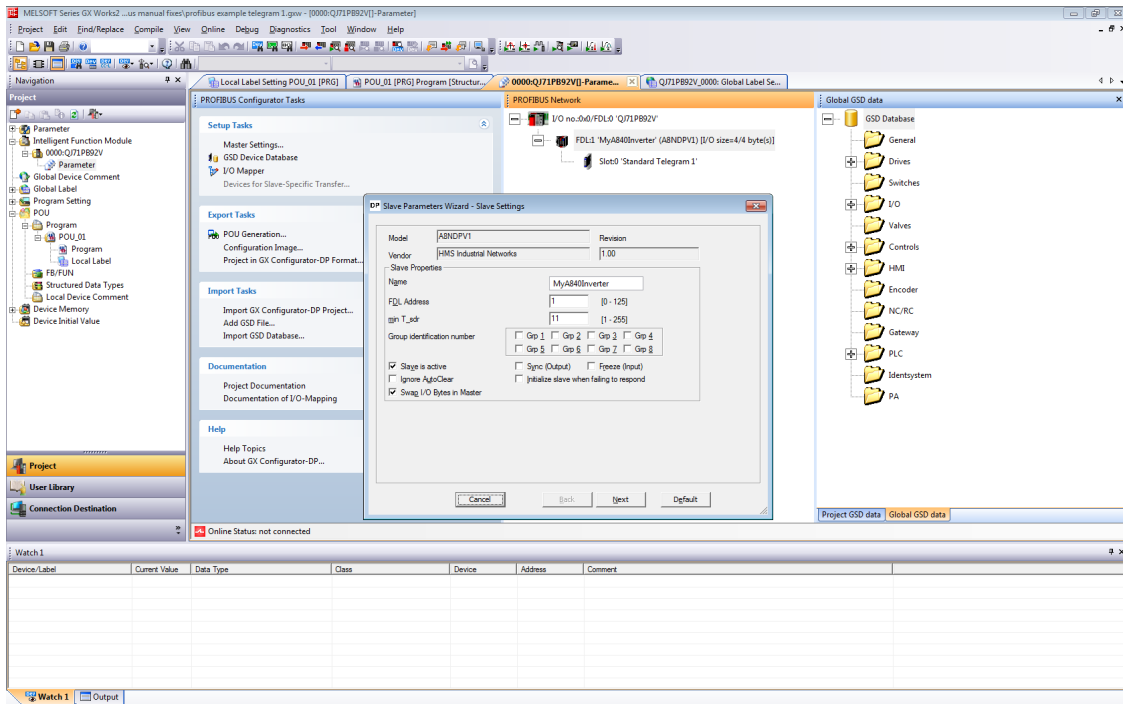 MELSOFT Series GX Works2 ...us manual fixes\profibus example telegram 1.gxw - [0000:QJ71PB92V[]-Parameter]
Project Edit Find/Replace Compile View Online Debug Diagnostics Tool Window Help
Navigation
Project
Parameter
Intelligent Function Module
0000:QJ71PB92V
Parameter
Global Device Comment
Global Label
Program Setting
POU
Program
POU_01
Program
Local Label
FB/FUN
Structured Data Types
Local Device Comment
Device Memory
Device Initial Value
Project
User Library
Connection Destination
Local Label Setting POU_01 [PRG]
POU_01 [PRG] Program [Structur...
0000:QJ71PB92V[]-Parame...
QJ71PB92V_0000: Global Label Se...
PROFIBUS Configurator Tasks
Setup Tasks
Master Settings...
GSD Device Database
I/O Mapper
Devices for Slave-Specific Transfer...
Export Tasks
POU Generation...
Configuration Image...
Project in GX Configurator-DP Format...
Import Tasks
Import GX Configurator-DP Project...
Add GSD File...
Import GSD Database...
Documentation
Project Documentation
Documentation of I/O-Mapping
Help
Help Topics
About GX Configurator-DP...
PROFIBUS Network
I/O no.:0x0/FDL:0 'QJ71PB92V'
FDL:1 'MyA840Inverter' (A8NDPV1) [I/O size=4/4 byte(s)]
Slot:0 'Standard Telegram 1'
DP Slave Parameters Wizard - Slave Settings
Model A8NDPV1 Revision
Vendor HMS Industrial Networks 1.00
Slave Properties
Name MyA840Inverter
FDL Address 1 [0 - 125]
min T_sdr 11 [1 - 255]
Group identification number Grp 1 Grp 2 Grp 3 Grp 4
Grp 5 Grp 6 Grp 7 Grp 8
Slave is active Sync (Output) Freeze (Input)
Ignore AutoClear Initialize slave when failing to respond
Swap I/O Bytes in Master
Cancel Back Next Default
Global GSD data
GSD Database
General
Drives
Switches
I/O
Valves
Controls
HMI
Encoder
NC/RC
Gateway
PLC
Identsystem
PA
Project GSD data Global GSD data
Online Status: not connected
Watch 1
Device/Label Current Value Data Type Class Device Address Comment
Watch 1 Output